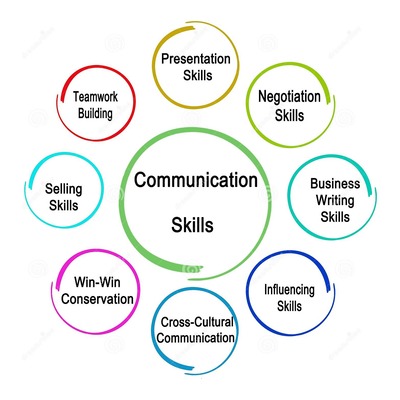 Communication
Skills
Presentation
Skills
Negotiation
Skills
Business
Writing
Skills
Influencing
Skills
Cross-Cultural
Communication
Win-Win
Conservation
Selling
Skills
Teamwork
Building